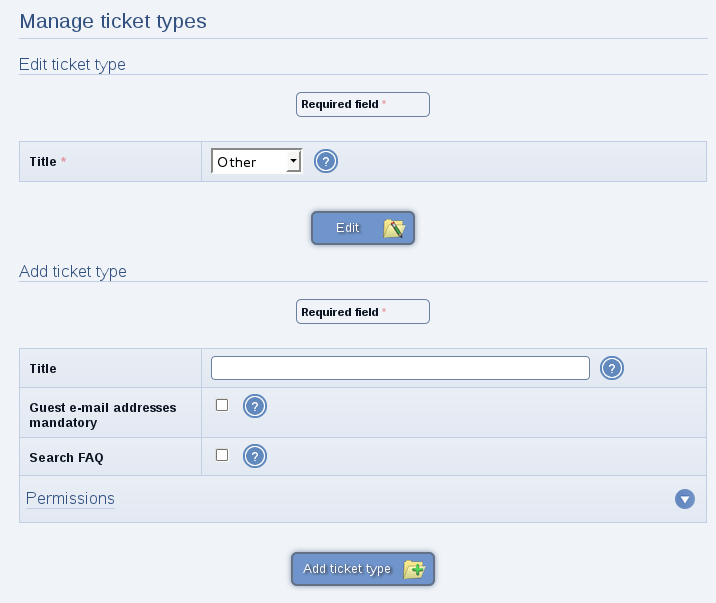 Manage ticket types
Edit ticket type
Required field *
Title *
Other
?
Edit
Add ticket type
Required field *
Title
?
Guest e-mail addresses
mandatory
?
Search FAQ
?
Permissions
Add ticket type